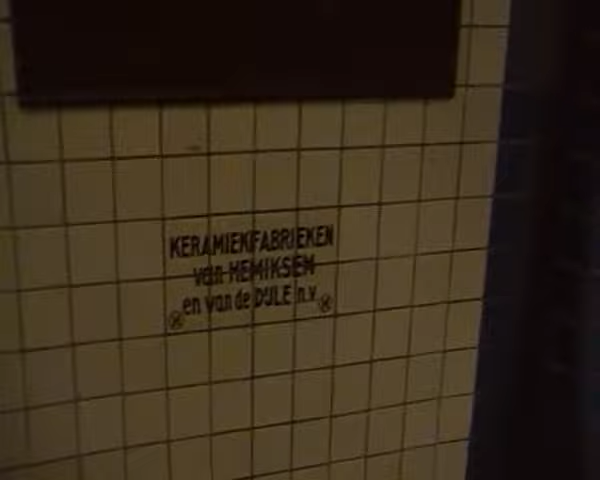 KERAMIEKFABRIEKEN
van HEMIKSEM
en van de DIJLE n.v.